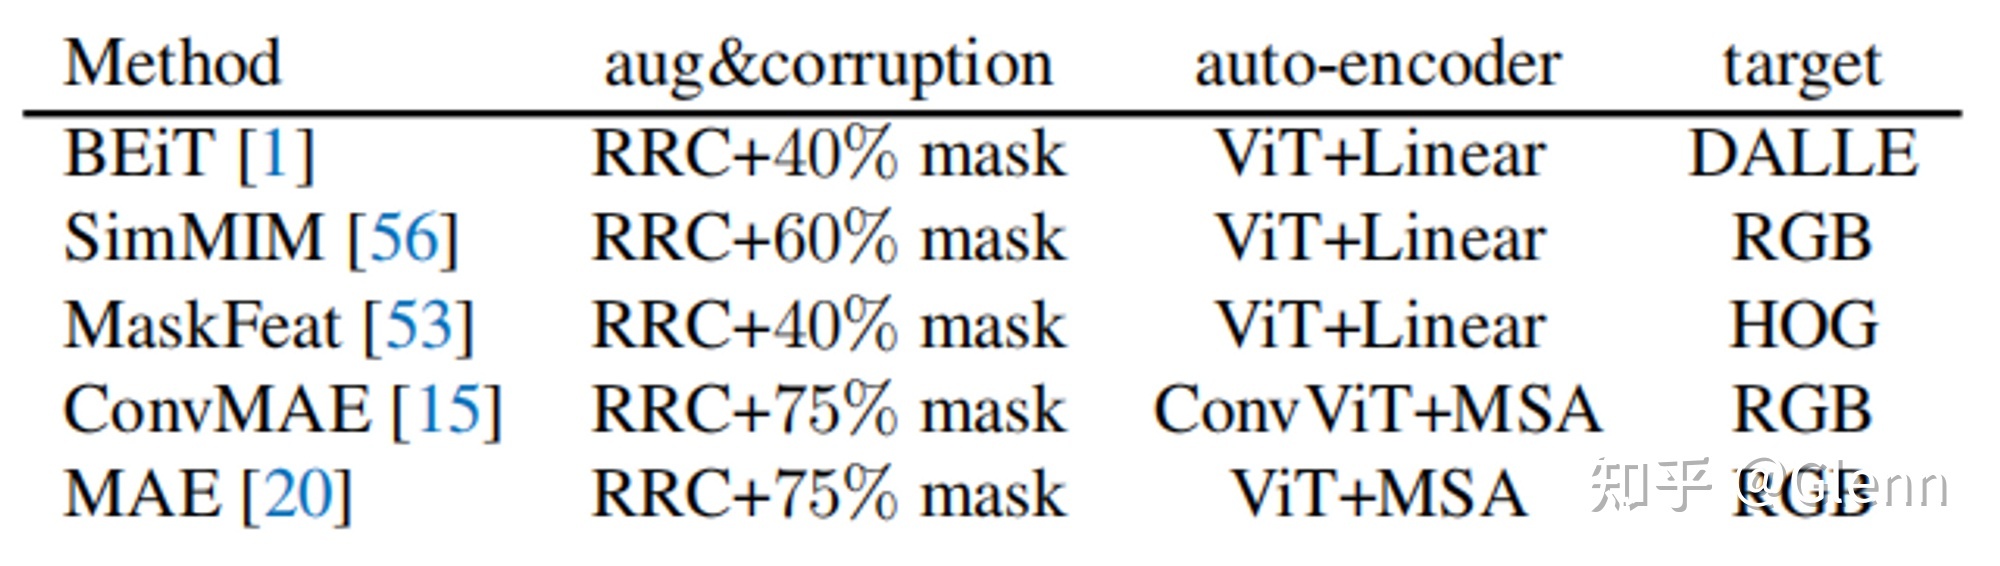 Method aug&corruption auto-encoder target
BEiT [1] RRC+40% mask ViT+Linear DALLE
SimMIM [56] RRC+60% mask ViT+Linear RGB
MaskFeat [53] RRC+40% mask ViT+Linear HOG
ConvMAE [15] RRC+75% mask ConvViT+MSA RGB
MAE [20] RRC+75% mask ViT+MSA RGB
知乎 @Glenn